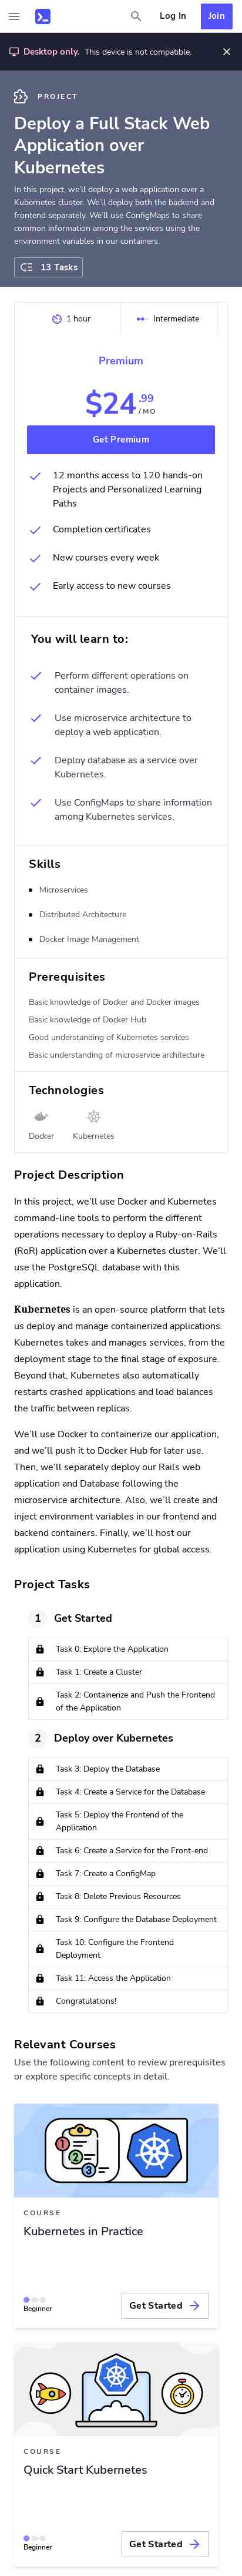 Log In
Join
Desktop only. This device is not compatible.
PROJECT
Deploy a Full Stack Web
Application over
Kubernetes
In this project, we'll deploy a web application over a
Kubernetes cluster. We'll deploy both the backend and
frontend separately. We'll use ConfigMaps to share
common information among the services using the
environment variables in our containers.
13 Tasks
1 hour
Intermediate
Premium
$24.99
/ MO
Get Premium
12 months access to 120 hands-on
Projects and Personalized Learning
Paths
Completion certificates
New courses every week
Early access to new courses
You will learn to:
Perform different operations on
container images.
Use microservice architecture to
deploy a web application.
Deploy database as a service over
Kubernetes.
Use ConfigMaps to share information
among Kubernetes services.
Skills
Microservices
Distributed Architecture
Docker Image Management
Prerequisites
Basic knowledge of Docker and Docker images
Basic knowledge of Docker Hub
Good understanding of Kubernetes services
Basic understanding of microservice architecture
Technologies
Docker
Kubernetes
Project Description
In this project, we'll use Docker and Kubernetes
command-line tools to perform the different
operations necessary to deploy a Ruby-on-Rails
(RoR) application over a Kubernetes cluster. We'll
use the PostgreSQL database with this
application.
Kubernetes is an open-source platform that lets
us deploy and manage containerized applications.
Kubernetes takes and manages services, from the
deployment stage to the final stage of exposure.
Beyond that, Kubernetes also automatically
restarts crashed applications and load balances
the traffic between replicas.
We'll use Docker to containerize our application,
and we'll push it to Docker Hub for later use.
Then, we'll separately deploy our Rails web
application and Database following the
microservice architecture. Also, we'll create and
inject environment variables in our frontend and
backend containers. Finally, we'll host our
application using Kubernetes for global access.
Project Tasks
1 Get Started
Task 0: Explore the Application
Task 1: Create a Cluster
Task 2: Containerize and Push the Frontend
of the Application
2 Deploy over Kubernetes
Task 3: Deploy the Database
Task 4: Create a Service for the Database
Task 5: Deploy the Frontend of the
Application
Task 6: Create a Service for the Front-end
Task 7: Create a ConfigMap
Task 8: Delete Previous Resources
Task 9: Configure the Database Deployment
Task 10: Configure the Frontend
Deployment
Task 11: Access the Application
Congratulations!
Relevant Courses
Use the following content to review prerequisites
or explore specific concepts in detail.
COURSE
Kubernetes in Practice
Beginner
Get Started
COURSE
Quick Start Kubernetes
Beginner
Get Started